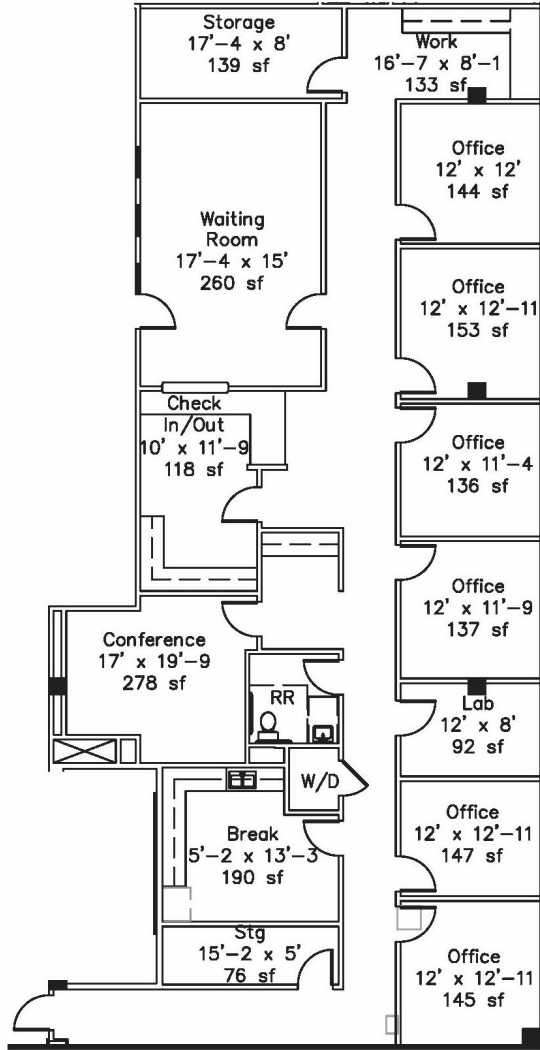 Storage
17'-4 x 8'
139 sf
Work
16'-7 x 8'-1
133 sf
Office
12' x 12'
144 sf
Waiting
Room
17'-4 x 15'
260 sf
Office
12' x 12'-11
153 sf
Check
In/Out
10' x 11'-9
118 sf
Office
12' x 11'-4
136 sf
Office
12' x 11'-9
137 sf
Conference
17' x 19'-9
278 sf
RR
Lab
12' x 8'
92 sf
W/D
Break
5'-2 x 13'-3
190 sf
Office
12' x 12'-11
147 sf
Stg
15'-2 x 5'
76 sf
Office
12' x 12'-11
145 sf